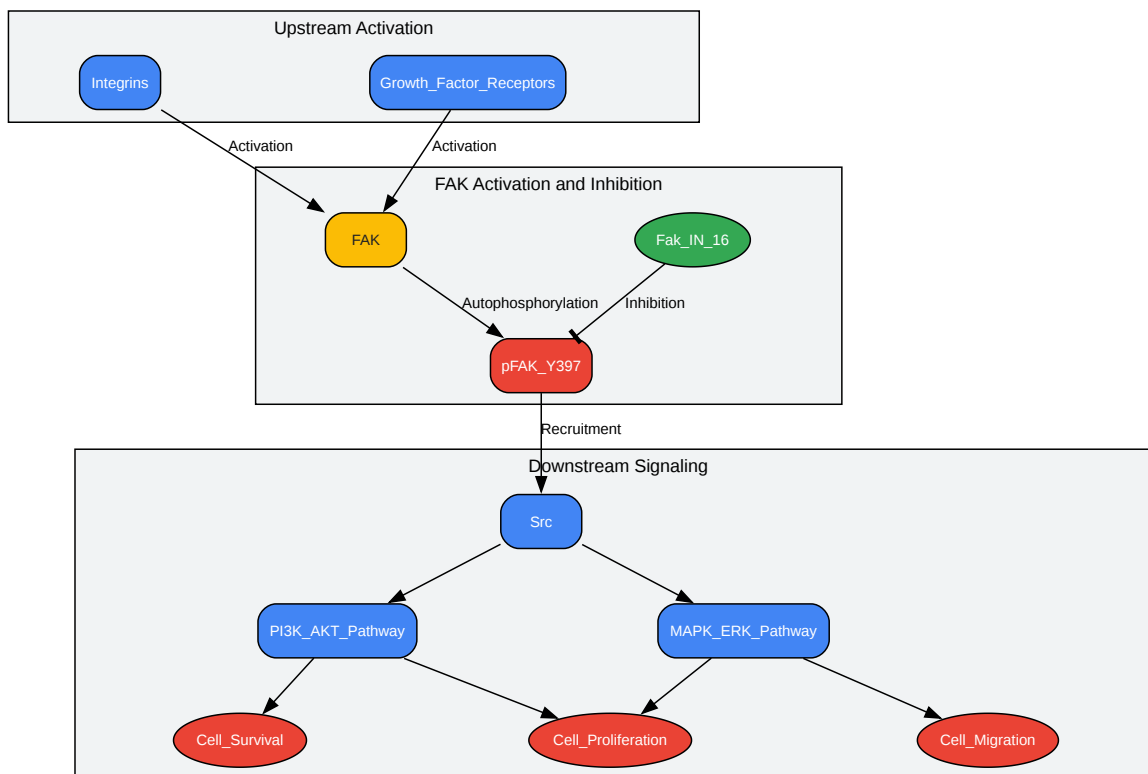 Upstream Activation
Integrins
Growth_Factor_Receptors
Activation
Activation
FAK Activation and Inhibition
FAK
Fak_IN_16
Autophosphorylation
Inhibition
pFAK_Y397
Recruitment
Downstream Signaling
Src
PI3K_AKT_Pathway
MAPK_ERK_Pathway
Cell_Survival
Cell_Proliferation
Cell_Migration